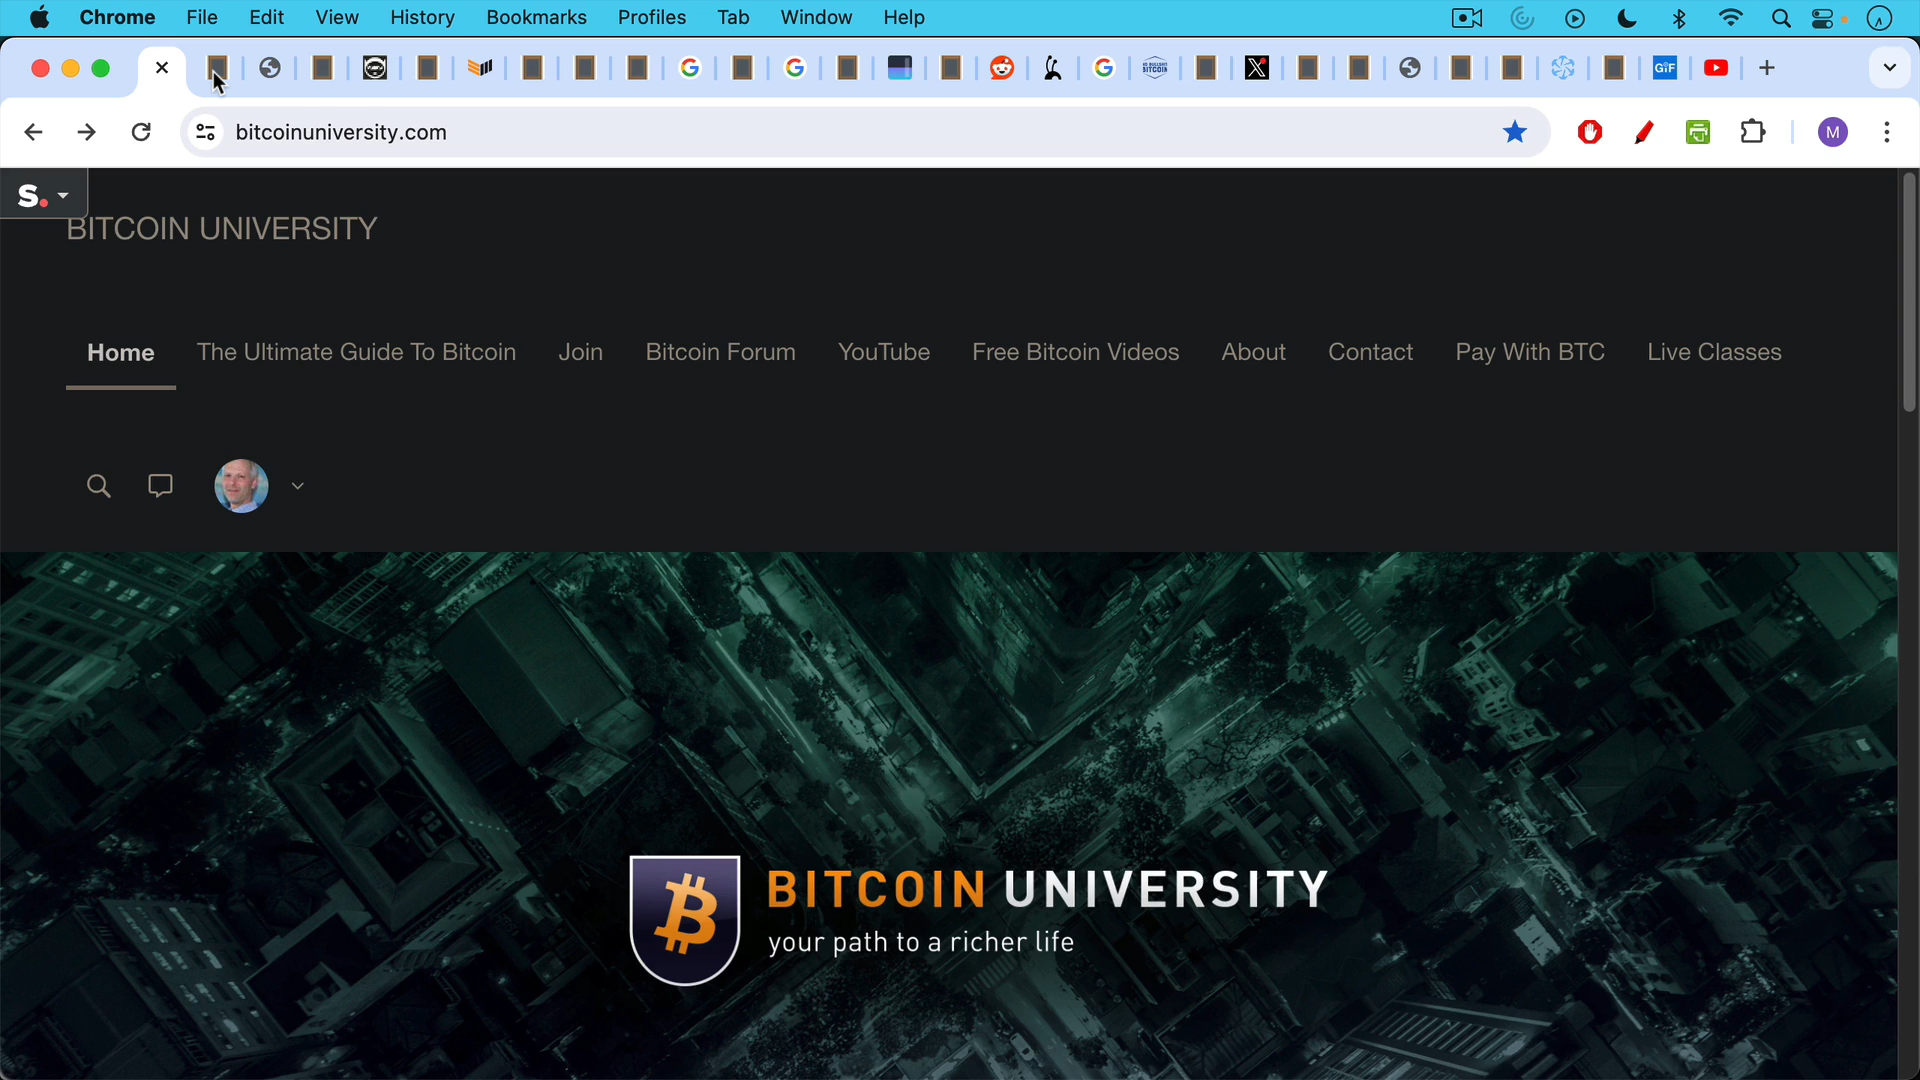 Chrome File Edit View History Bookmarks Profiles Tab Window Help
GIF
bitcoinuniversity.com
M
S.
BITCOIN UNIVERSITY
Home The Ultimate Guide To Bitcoin Join Bitcoin Forum YouTube Free Bitcoin Videos About Contact Pay With BTC Live Classes
BITCOIN UNIVERSITY
your path to a richer life